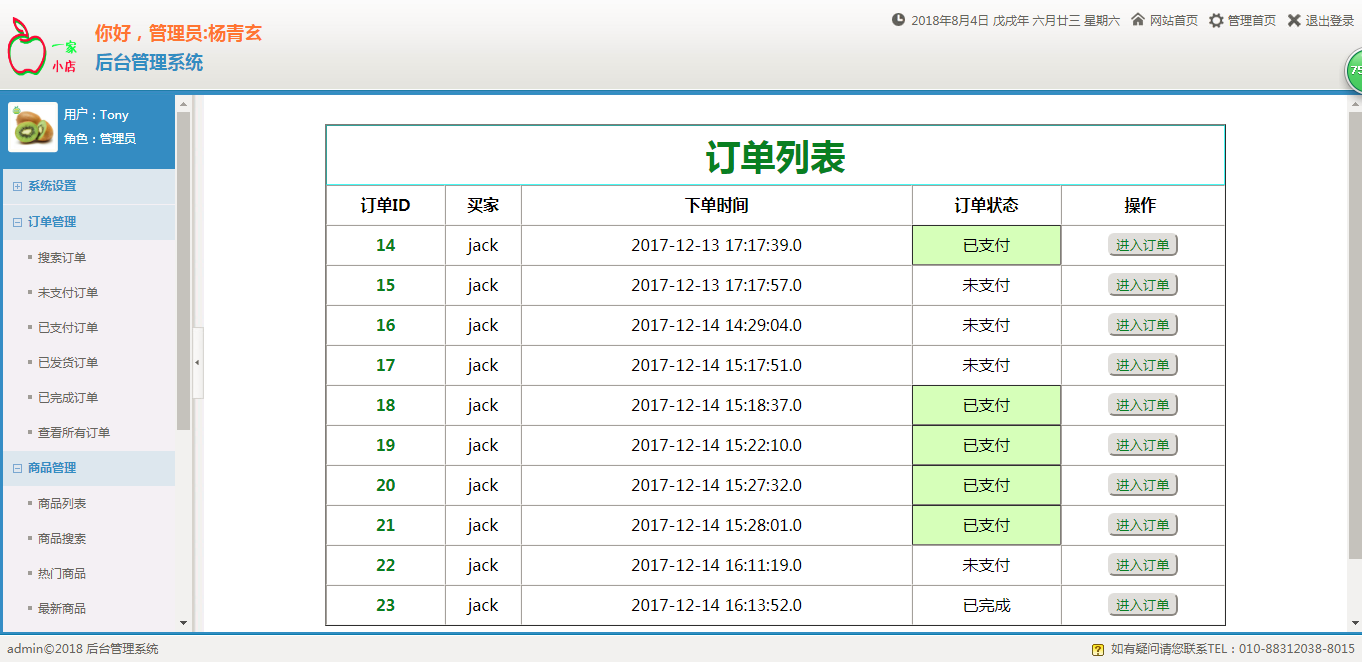 一家
小店
你好，管理员:杨青玄
后台管理系统
2018年8月4日 戊戌年 六月廿三 星期六 网站首页 管理首页 退出登录
75
用户：Tony
角色：管理员
系统设置
订单管理
搜索订单
未支付订单
已支付订单
已发货订单
已完成订单
查看所有订单
商品管理
商品列表
商品搜索
热门商品
最新商品
订单列表
订单ID 买家 下单时间 订单状态 操作
14 jack 2017-12-13 17:17:39.0 已支付 进入订单
15 jack 2017-12-13 17:17:57.0 未支付 进入订单
16 jack 2017-12-14 14:29:04.0 未支付 进入订单
17 jack 2017-12-14 15:17:51.0 未支付 进入订单
18 jack 2017-12-14 15:18:37.0 已支付 进入订单
19 jack 2017-12-14 15:22:10.0 已支付 进入订单
20 jack 2017-12-14 15:27:32.0 已支付 进入订单
21 jack 2017-12-14 15:28:01.0 已支付 进入订单
22 jack 2017-12-14 16:11:19.0 未支付 进入订单
23 jack 2017-12-14 16:13:52.0 已完成 进入订单
admin©2018 后台管理系统
? 如有疑问请您联系TEL：010-88312038-8015